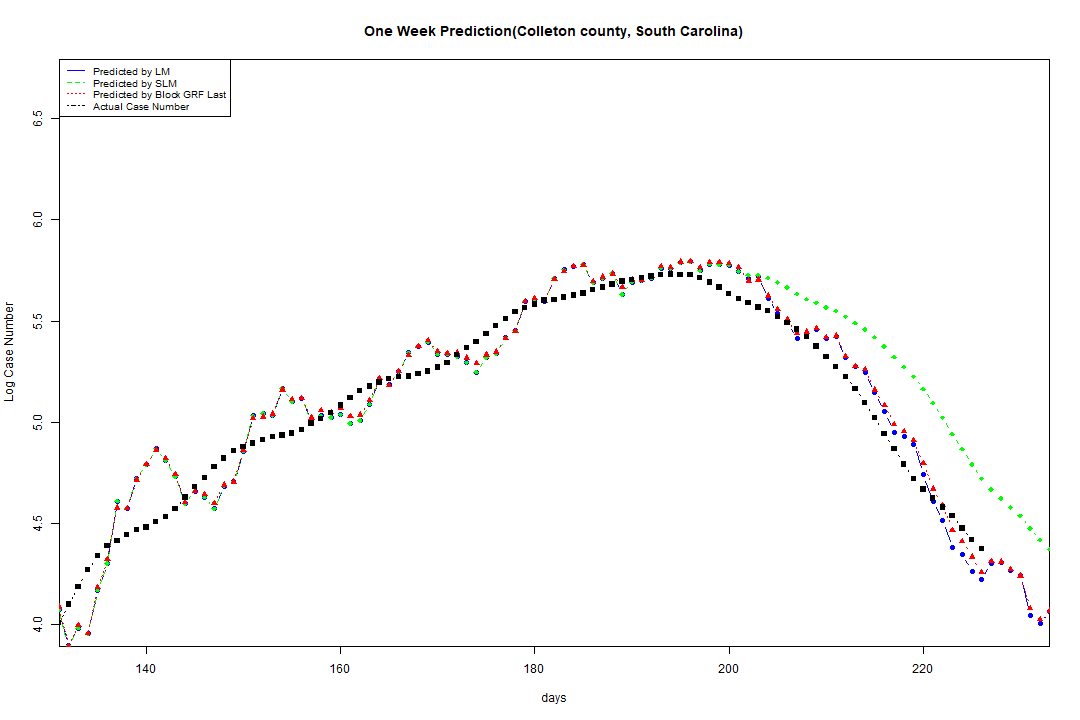 One Week Prediction(Colleton county, South Carolina)
Predicted by LM
Predicted by SLM
Predicted by Block GRF Last
Actual Case Number
6.5
6.0
5.5
5.0
4.5
4.0
Log Case Number
140 160 180 200 220
days